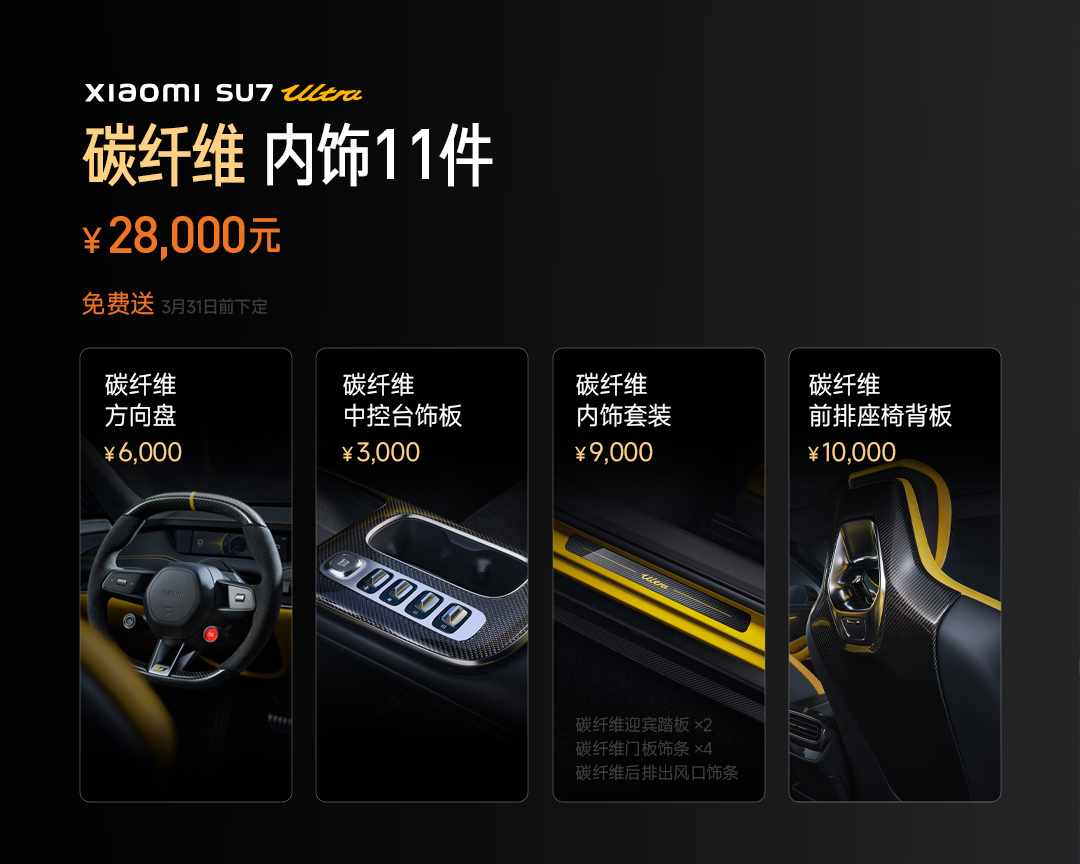 XIAOMI SU7 Ultra
碳纤维 内饰11件
¥28,000元
免费送 3月31日前下定
碳纤维
方向盘
¥6,000
碳纤维
中控台饰板
¥3,000
碳纤维
内饰套装
¥9,000
Ultra
碳纤维迎宾踏板 ×2
碳纤维门板饰条 ×4
碳纤维后排出风口饰条
碳纤维
前排座椅背板
¥10,000